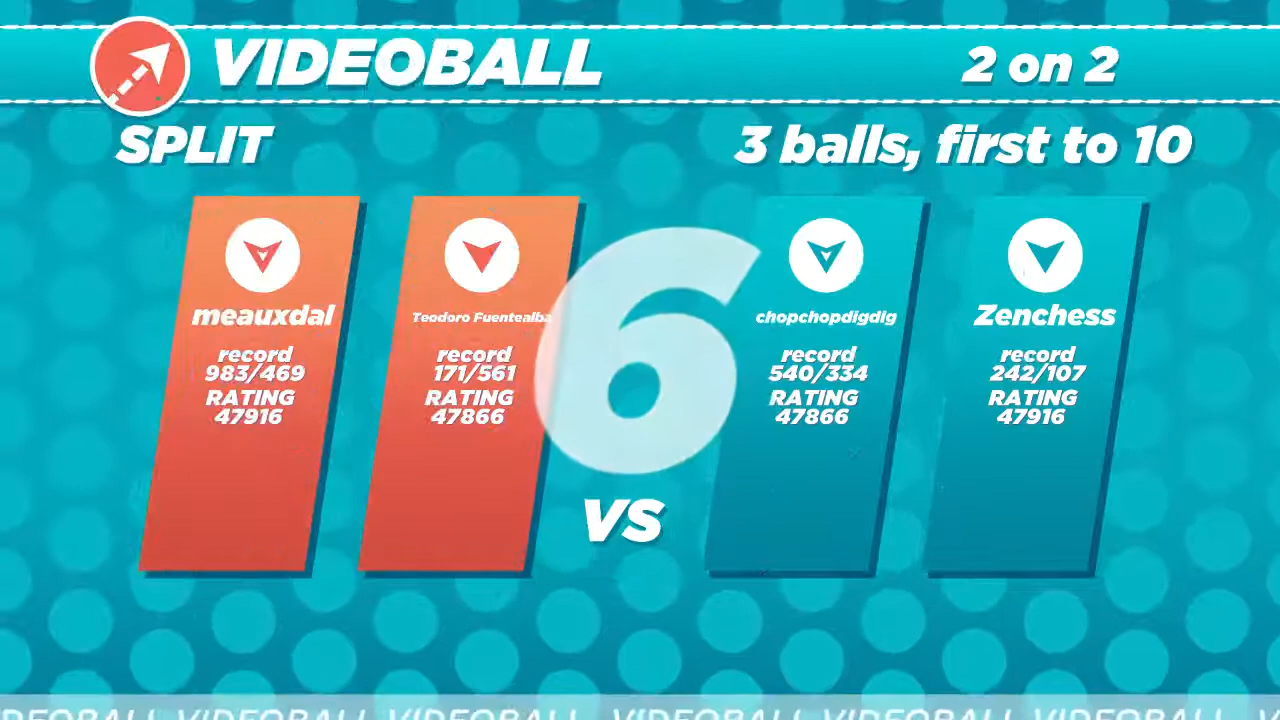 VIDEOBALL
2 on 2
SPLIT
3 balls, first to 10
meauxdal
record
983/469
RATING
47916
Teodoro Fuentealba
record
171/561
RATING
47866
6
VS
chopchopdigdig
record
540/334
RATING
47866
Zenchess
record
242/107
RATING
47916
VIDEOBALL VIDEOBALL VIDEOBALL VIDEOBALL VIDEOBALL VIDEOBALL